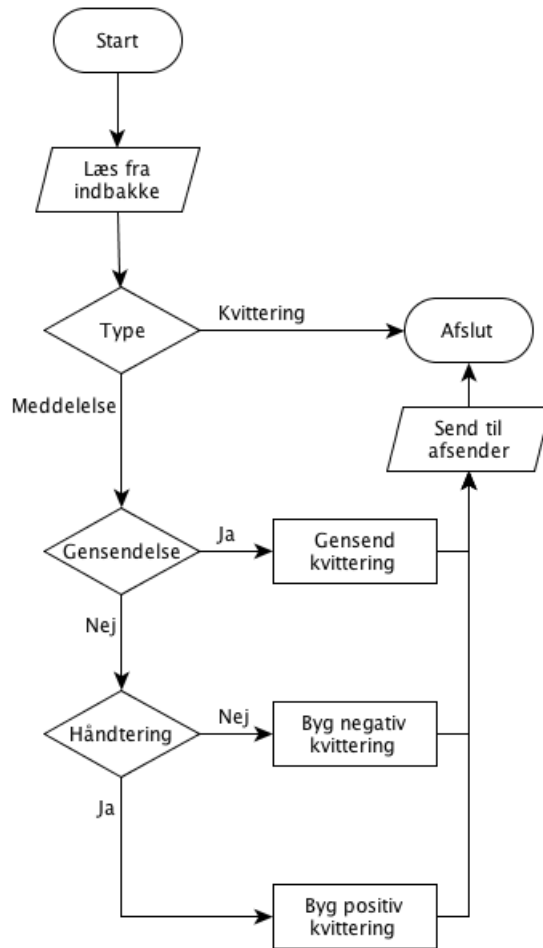 Start
Læs fra
indbakke
Type
Kvittering
Afslut
Meddelelse
Send til
afsender
Gensendelse
Ja
Gensend
kvittering
Nej
Håndtering
Nej
Byg negativ
kvittering
Ja
Byg positiv
kvittering